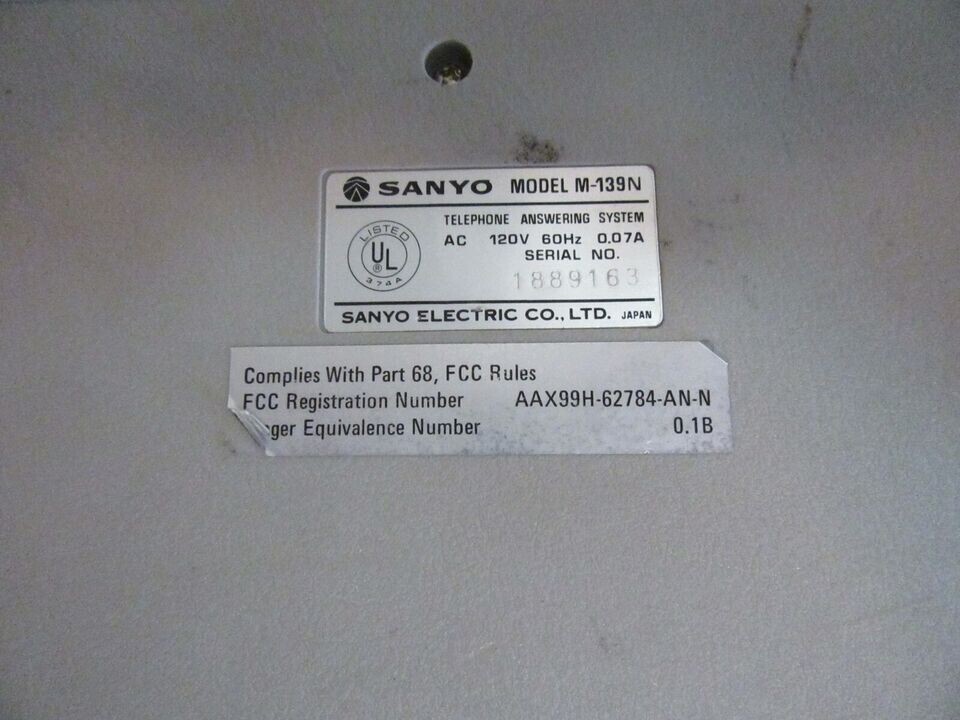 SANYO MODEL M-139N
TELEPHONE ANSWERING SYSTEM
AC 120V 60Hz 0.07A
SERIAL NO.
1889163
LISTED
UL
®
374A
SANYO ELECTRIC CO., LTD. JAPAN
Complies With Part 68, FCC Rules
FCC Registration Number AAX99H-62784-AN-N
Equivalence Number 0.1B